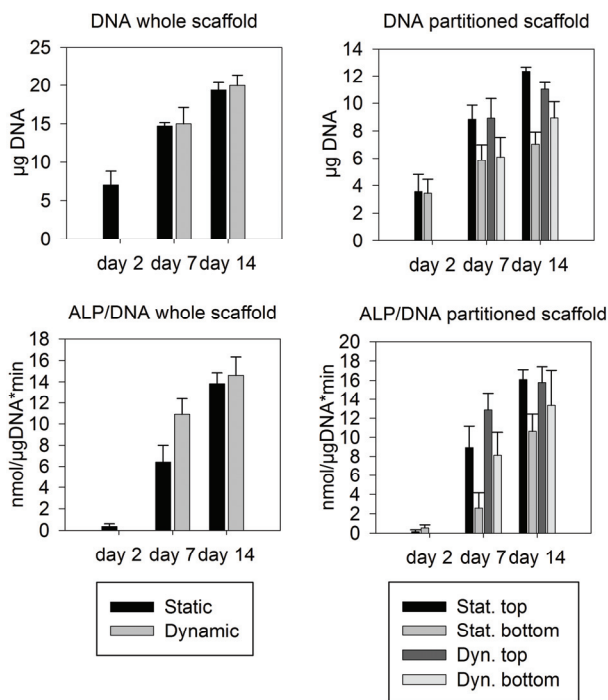 DNA whole scaffold
25
20
15
10
5
0
µg DNA
day 2 day 7 day 14
DNA partitioned scaffold
14
12
10
8
6
4
2
0
µg DNA
day 2 day 7 day 14
ALP/DNA whole scaffold
18
16
14
12
10
8
6
4
2
0
nmol/µgDNA*min
day 2 day 7 day 14
Static
Dynamic
ALP/DNA partitioned scaffold
20
18
16
14
12
10
8
6
4
2
0
nmol/µgDNA*min
day 2 day 7 day 14
Stat. top
Stat. bottom
Dyn. top
Dyn. bottom